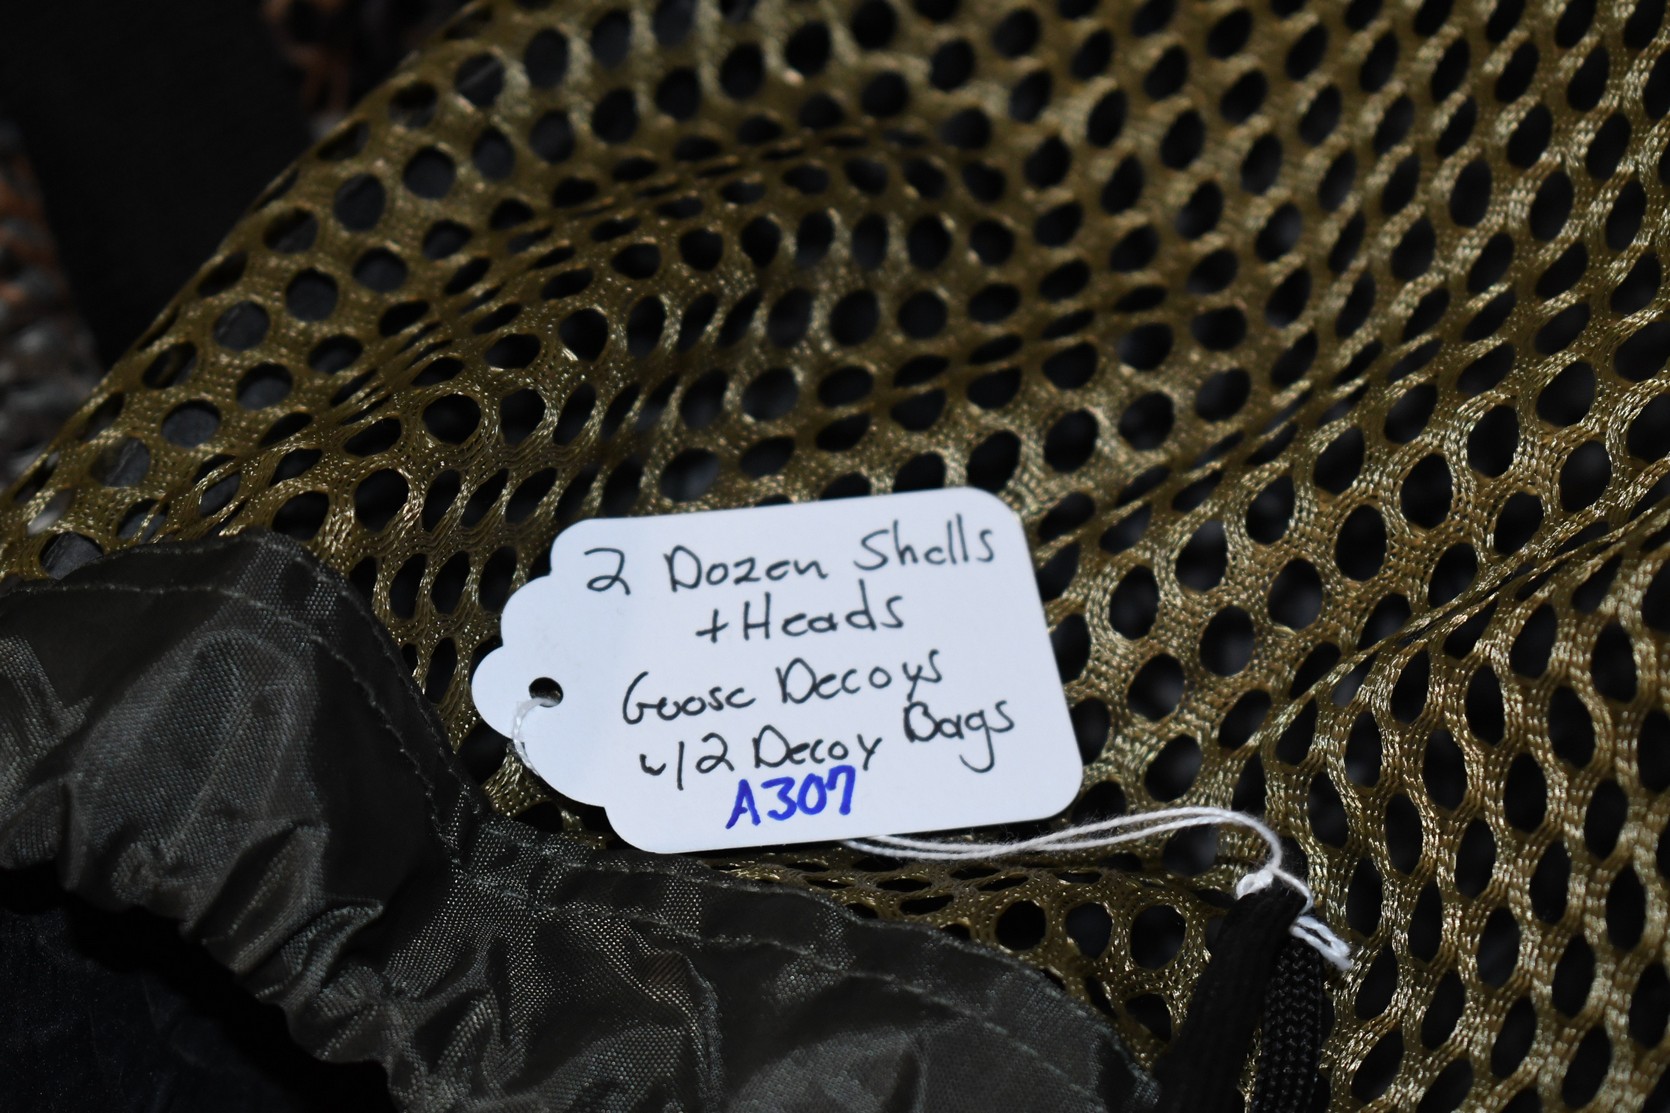 2 Dozen Shells
+ Heads
Goose Decoys
w/2 Decoy Bags
A307